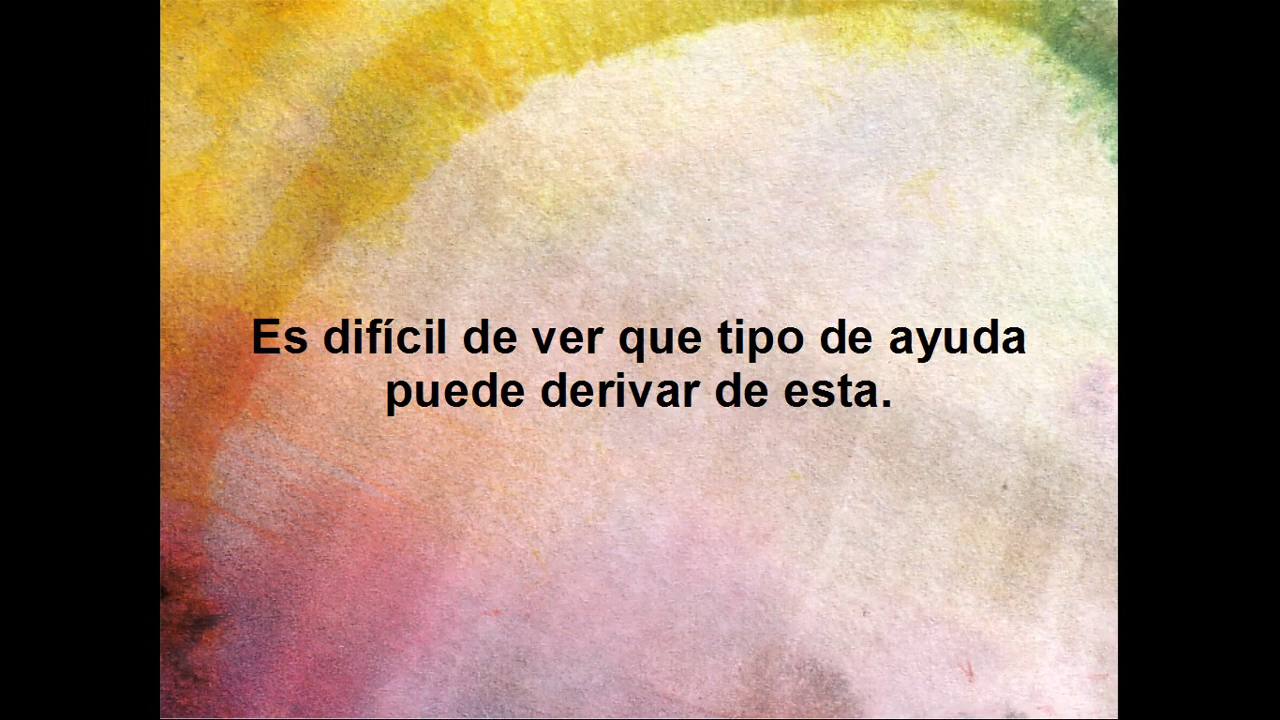 Es difícil de ver que tipo de ayuda
puede derivar de esta.